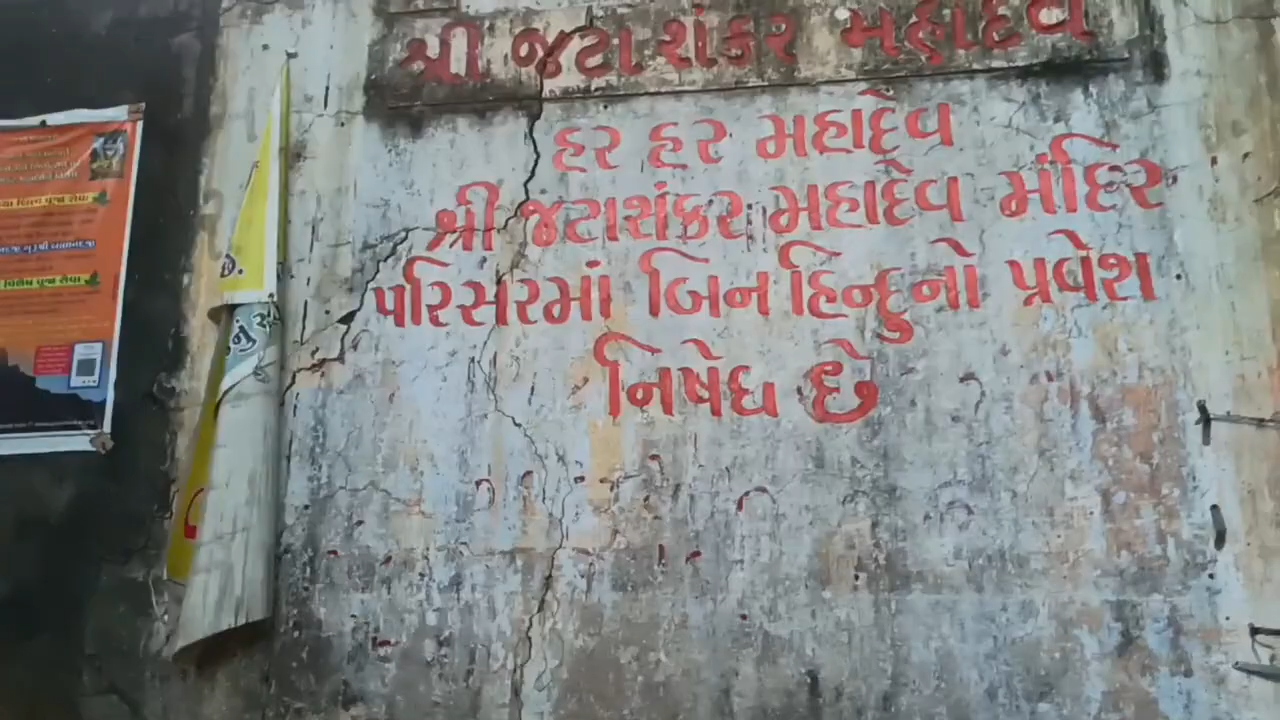 શ્રી જટાશંકર મહાદેવ
હર હર મહાદેવ
શ્રી જટાશંકર મહાદેવ મંદિર
પરિસરમાં બિન હિન્દુનો પ્રવેશ
નિષેધ છે
વિશેષ પૂજા સેવા